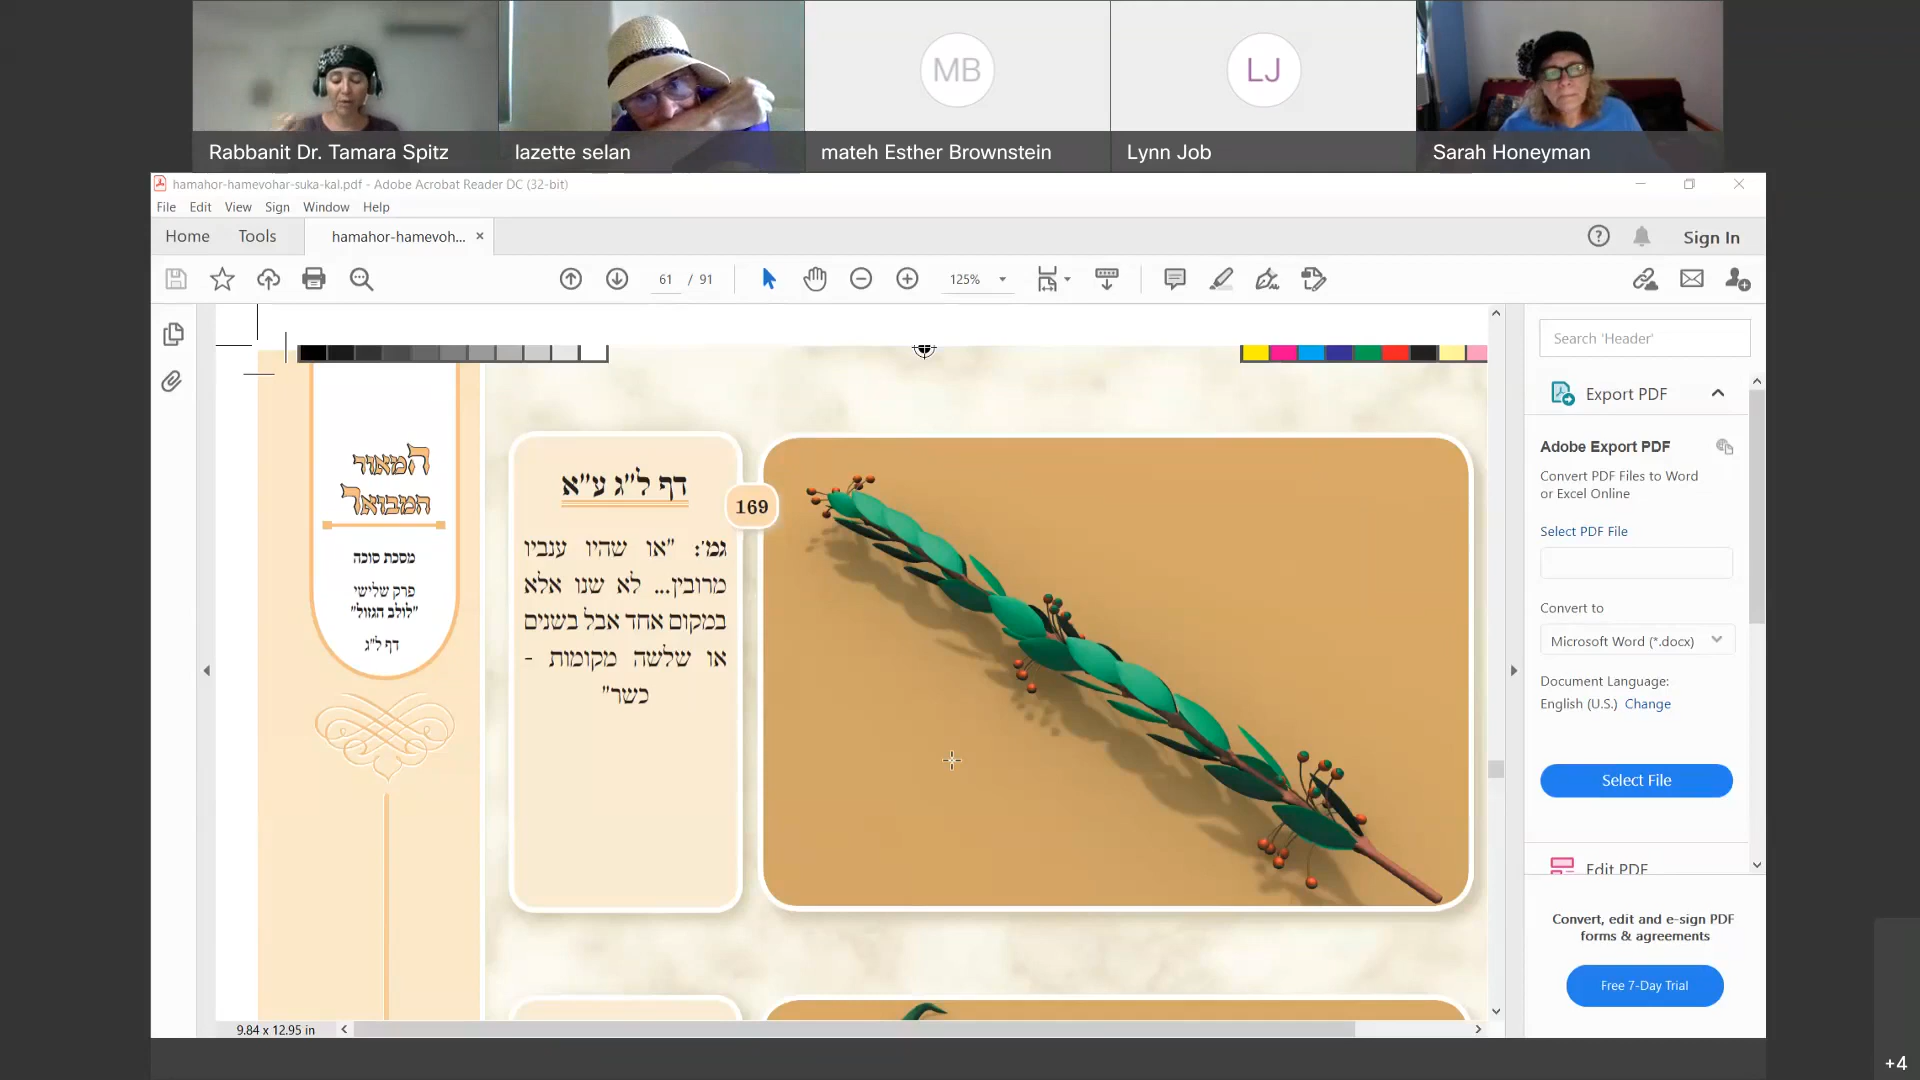 MB
LJ
Rabbanit Dr. Tamara Spitz
lazette selan
mateh Esther Brownstein
Lynn Job
Sarah Honeyman
hamahor-hamevohar-suka-kal.pdf - Adobe Acrobat Reader DC (32-bit)
File Edit View Sign Window Help
Home Tools hamahor-hamevoh... × Sign In
61 / 91 125%
Search 'Header'
Export PDF
Adobe Export PDF
Convert PDF Files to Word
or Excel Online
Select PDF File
Convert to
Microsoft Word (*.docx)
Document Language:
English (U.S.) Change
Select File
Edit PDF
Convert, edit and e-sign PDF
forms & agreements
Free 7-Day Trial
המאור
המבואר
מסכת סוכה
פרק שלישי
"לולב הגזול"
דף ל"ג
דף ל"ג ע"א
169
גמ': "או שהיו ענביו
מרובין... לא שנו אלא
במקום אחד אבל בשנים
או שלשה מקומות -
כשר"
9.84 x 12.95 in
+4